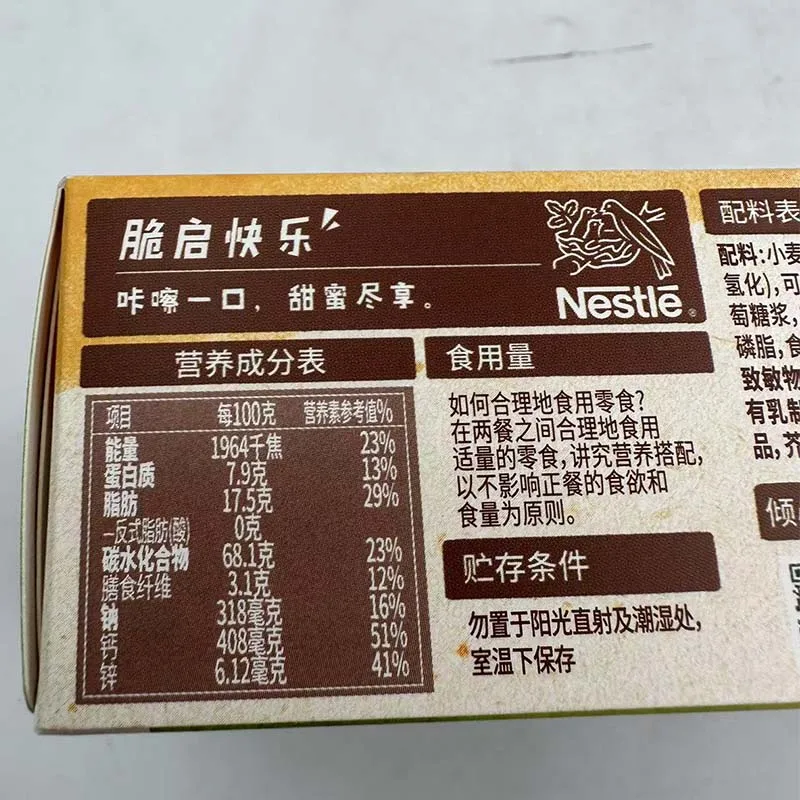 脆启快乐
咔嚓一口，甜蜜尽享。
Nestlē®
营养成分表
项目 每100克 营养素参考值%
能量 1964千焦 23%
蛋白质 7.9克 13%
脂肪 17.5克 29%
—反式脂肪(酸) 0克
碳水化合物 68.1克 23%
膳食纤维 3.1克 12%
钠 318毫克 16%
钙 408毫克 51%
锌 6.12毫克 41%
食用量
如何合理地食用零食?
在两餐之间合理地食用
适量的零食,讲究营养搭配,
以不影响正餐的食欲和
食量为原则。
贮存条件
勿置于阳光直射及潮湿处,
室温下保存
配料表
配料:小麦
氢化),可
萄糖浆,
磷脂,食
致敏物
有乳制
品,芥
倾